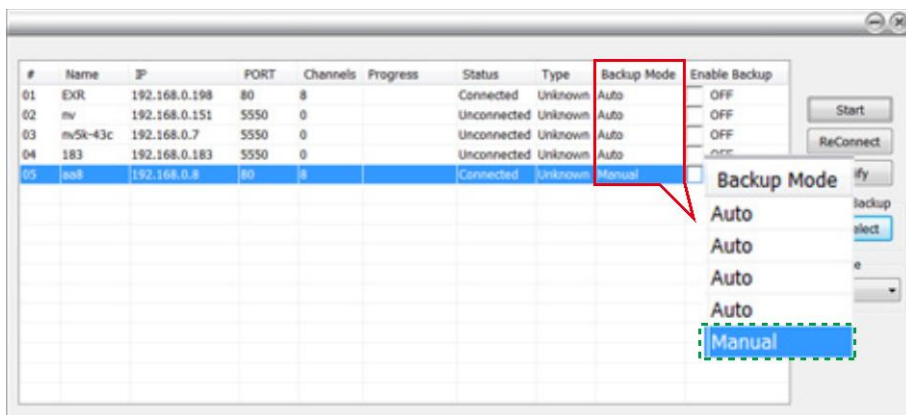 # Name IP PORT Channels Progress Status Type Backup Mode Enable Backup
01 EXR 192.168.0.198 80 8 Connected Unknown Auto OFF
02 nv 192.168.0.151 5550 0 Unconnected Unknown Auto OFF
03 nv5k-43c 192.168.0.7 5550 0 Unconnected Unknown Auto OFF
04 183 192.168.0.183 5550 0 Unconnected Unknown Auto OFF
05 aa8 192.168.0.8 80 8 Connected Unknown Manual
Start
ReConnect
ify
Backup
elect
e
Backup Mode
Auto
Auto
Auto
Auto
Manual